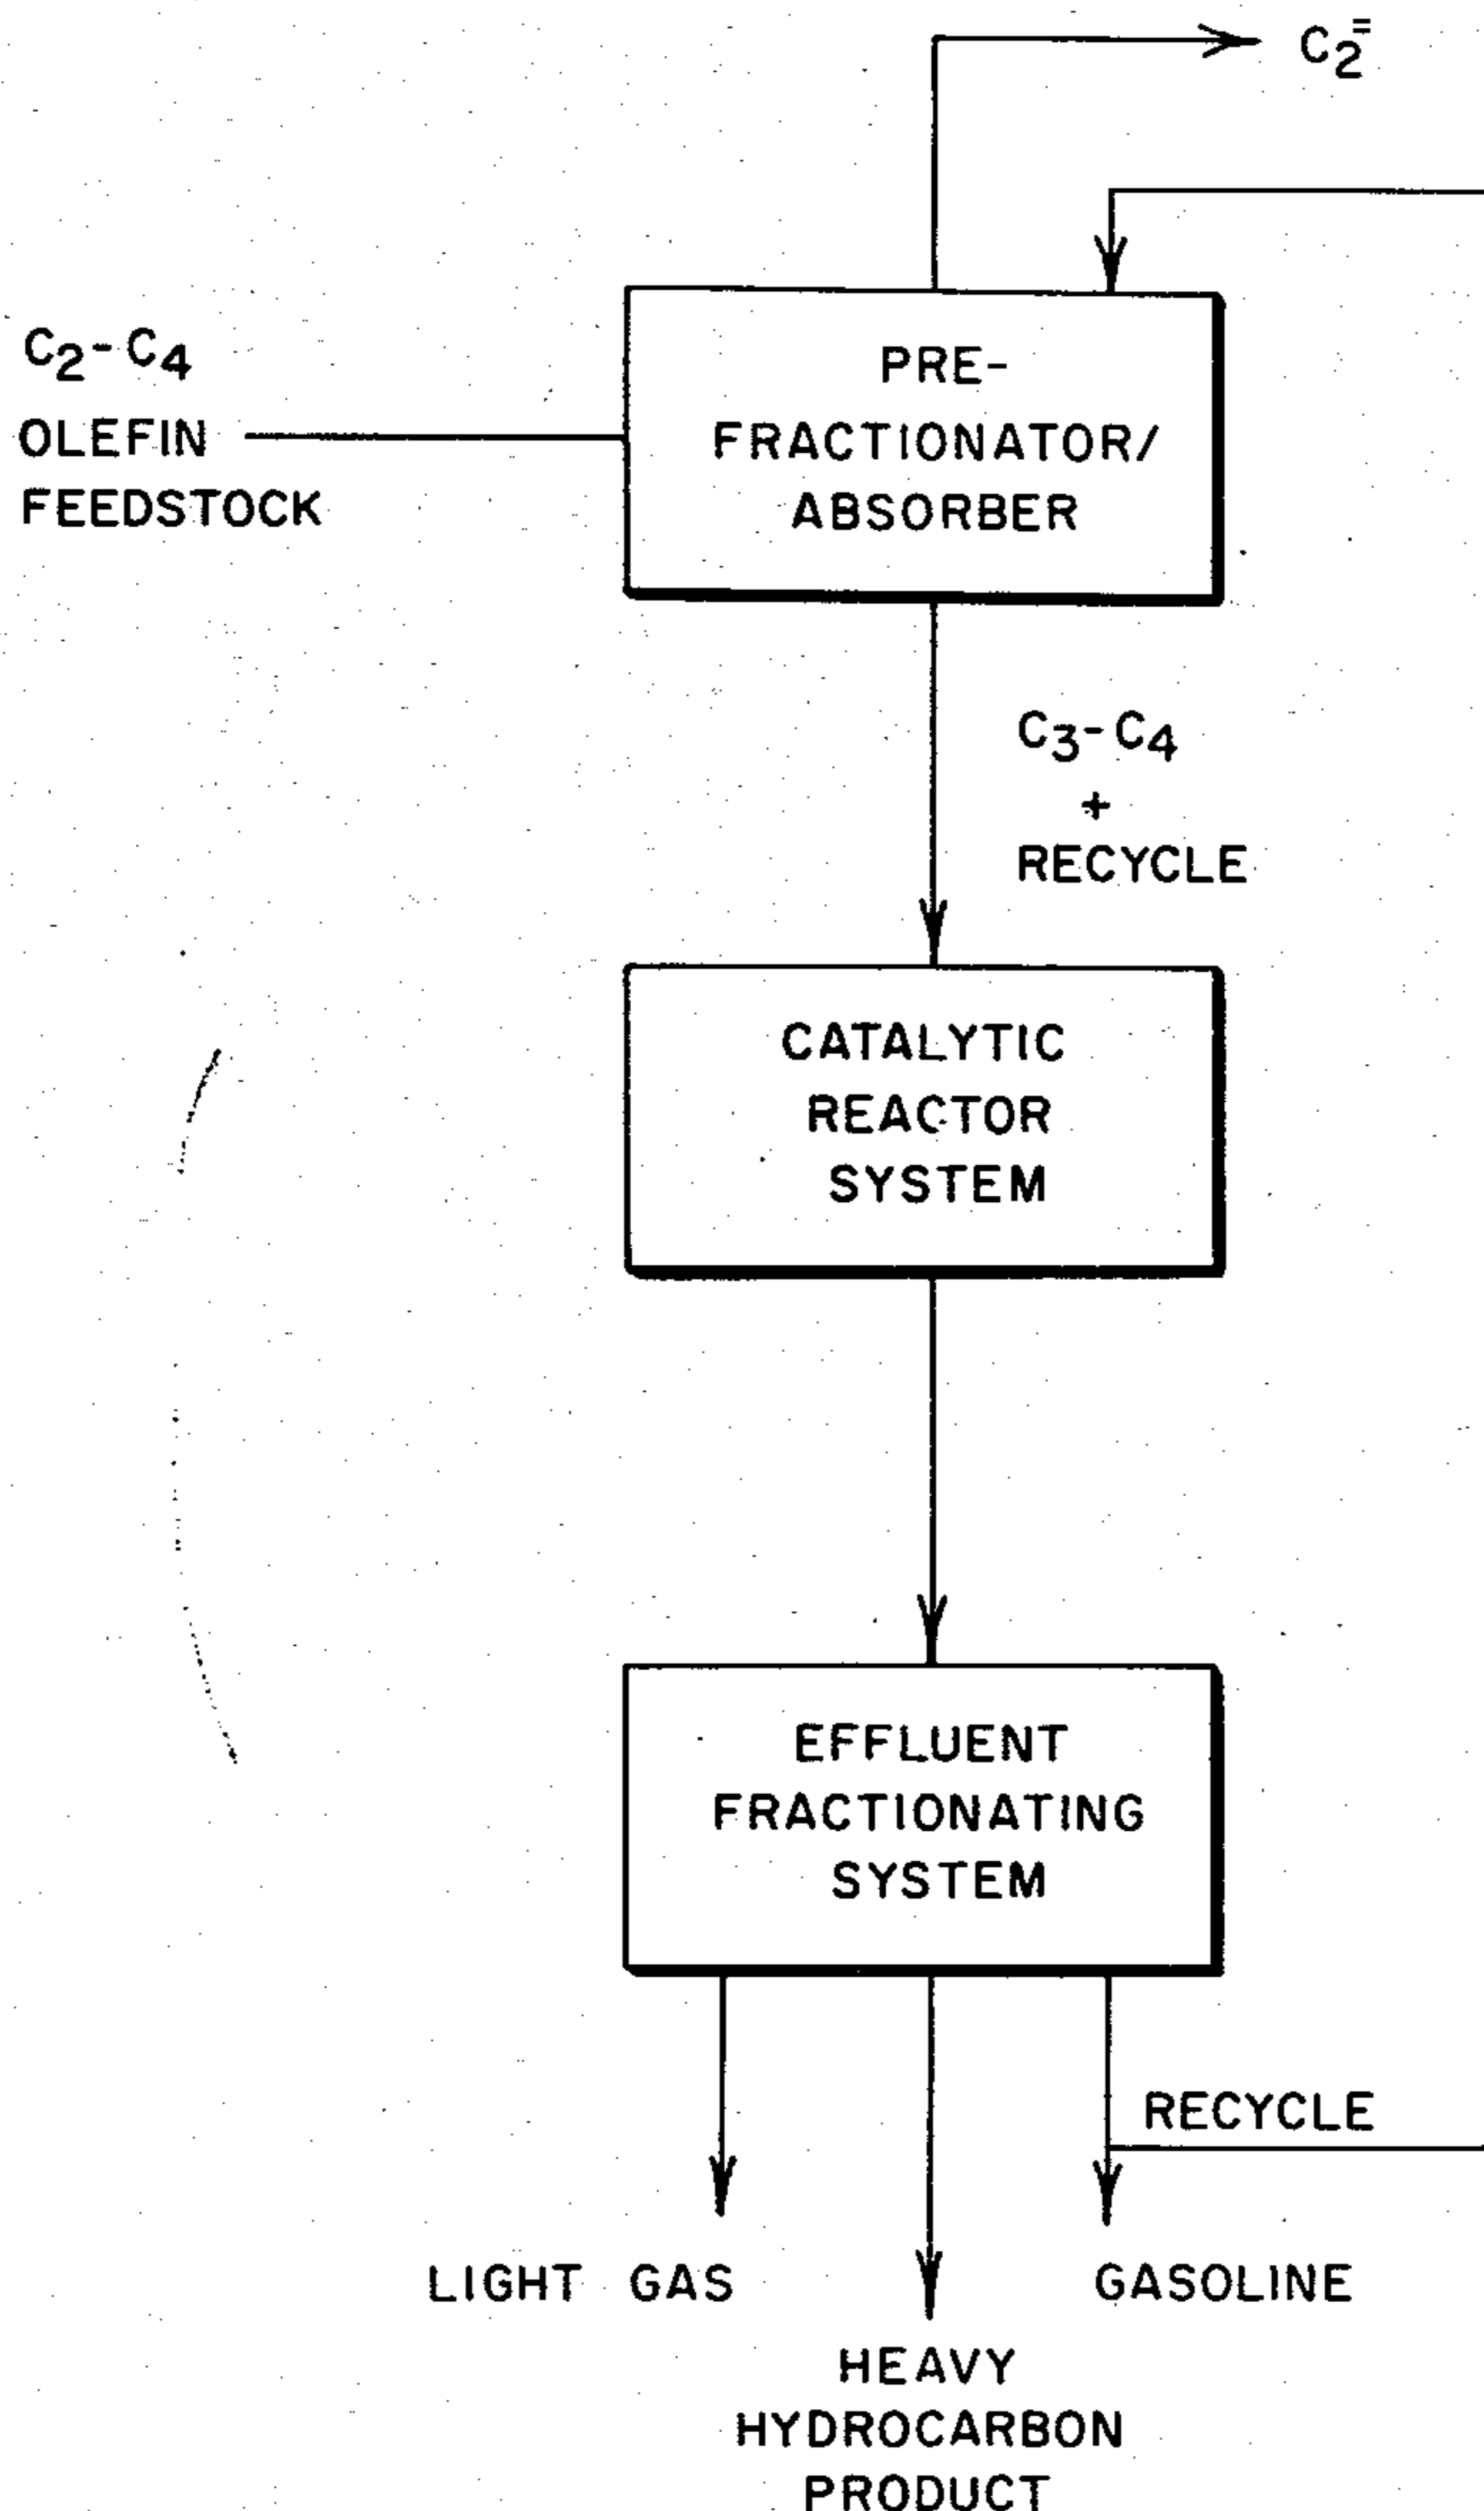 C₂⁼
C₂-C₄
OLEFIN
FEEDSTOCK
PRE-
FRACTIONATOR/
ABSORBER
C₃-C₄
+
RECYCLE
CATALYTIC
REACTOR
SYSTEM
EFFLUENT
FRACTIONATING
SYSTEM
RECYCLE
LIGHT GAS
GASOLINE
HEAVY
HYDROCARBON
PRODUCT